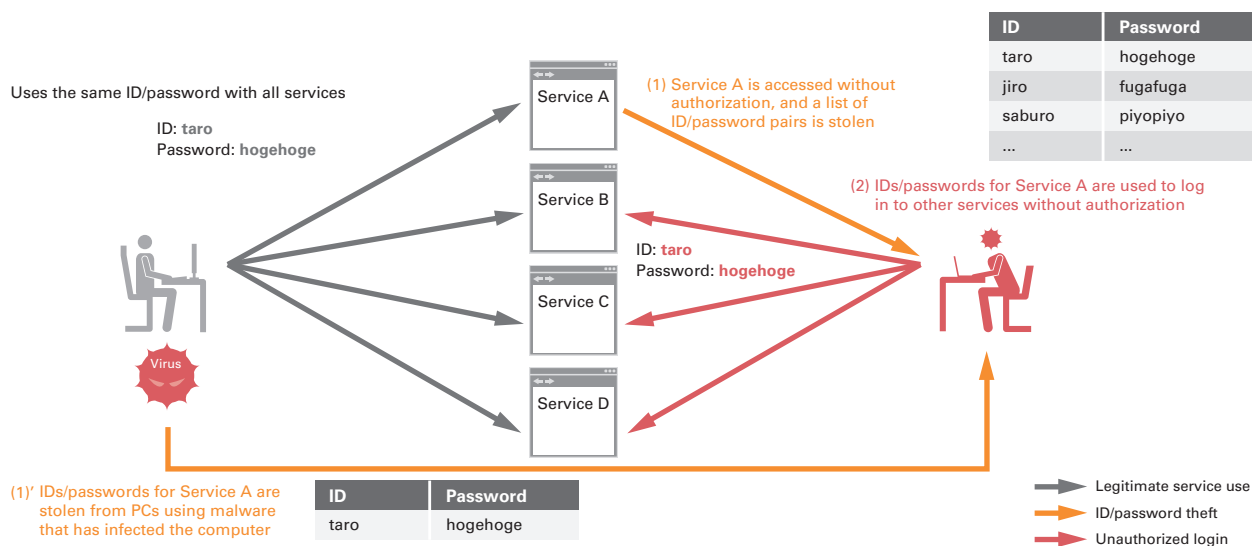 Uses the same ID/password with all services
ID: taro
Password: hogehoge
Service A
Service B
Service C
Service D
(1) Service A is accessed without
authorization, and a list of
ID/password pairs is stolen
ID Password
taro hogehoge
jiro fugafuga
saburo piyopiyo
... ...
(2) IDs/passwords for Service A are used to log
in to other services without authorization
ID: taro
Password: hogehoge
Virus
(1)' IDs/passwords for Service A are
stolen from PCs using malware
that has infected the computer
ID Password
taro hogehoge
Legitimate service use
ID/password theft
Unauthorized login